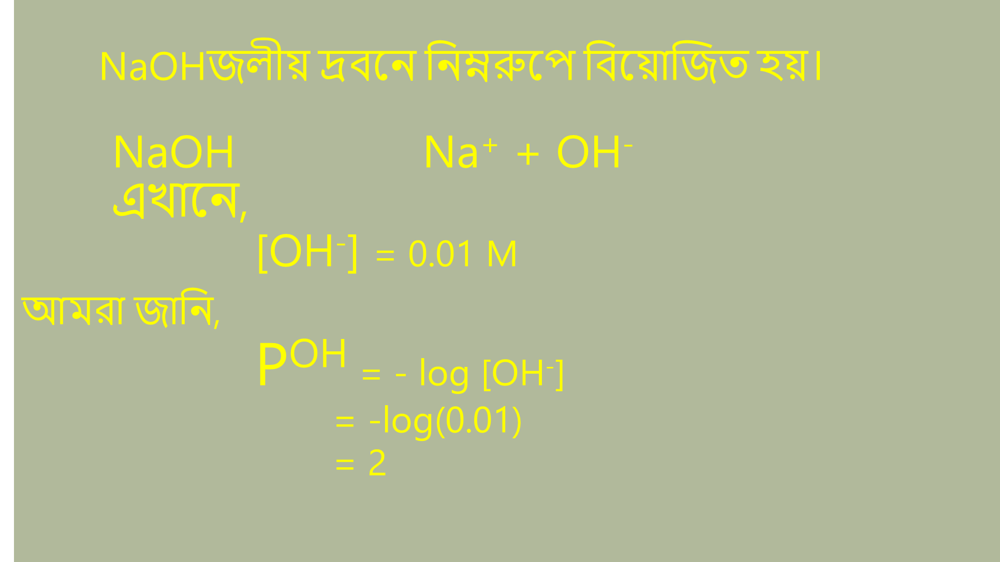 NaOHজলীয় দ্রবনে নিম্নরুপে বিয়োজিত হয়।
NaOH Na⁺ + OH⁻
এখানে,
[OH⁻] = 0.01 M
আমরা জানি,
P^OH = - log [OH⁻]
= -log(0.01)
= 2